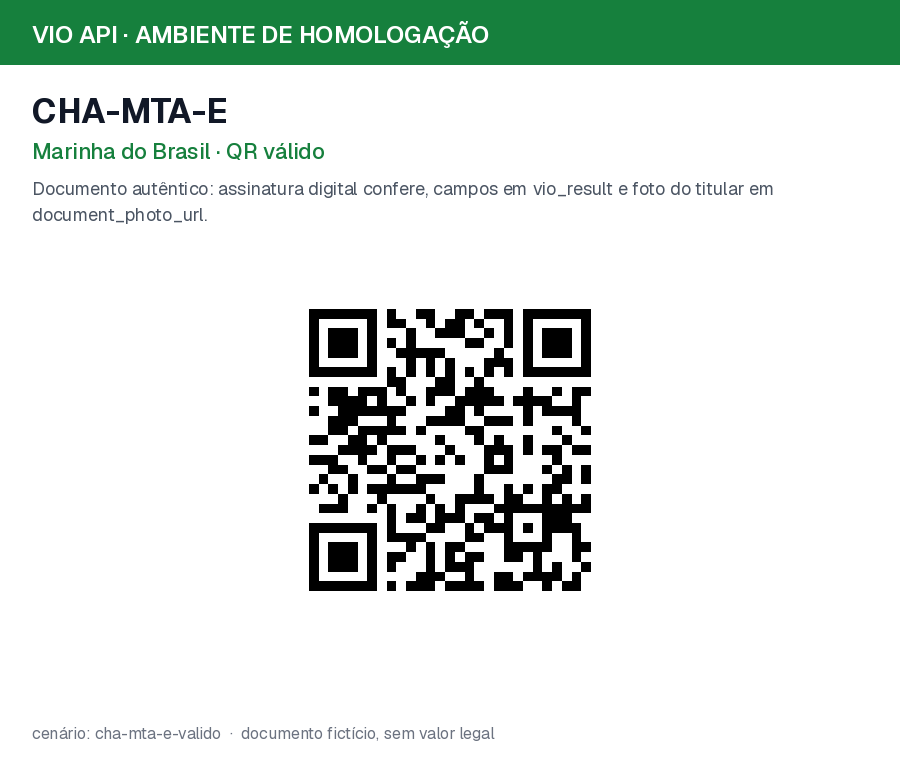 VIO API · AMBIENTE DE HOMOLOGAÇÃO
CHA-MTA-E
Marinha do Brasil · QR válido
Documento autêntico: assinatura digital confere, campos em vio_result e foto do titular em
document_photo_url.
cenário: cha-mta-e-valido · documento fictício, sem valor legal